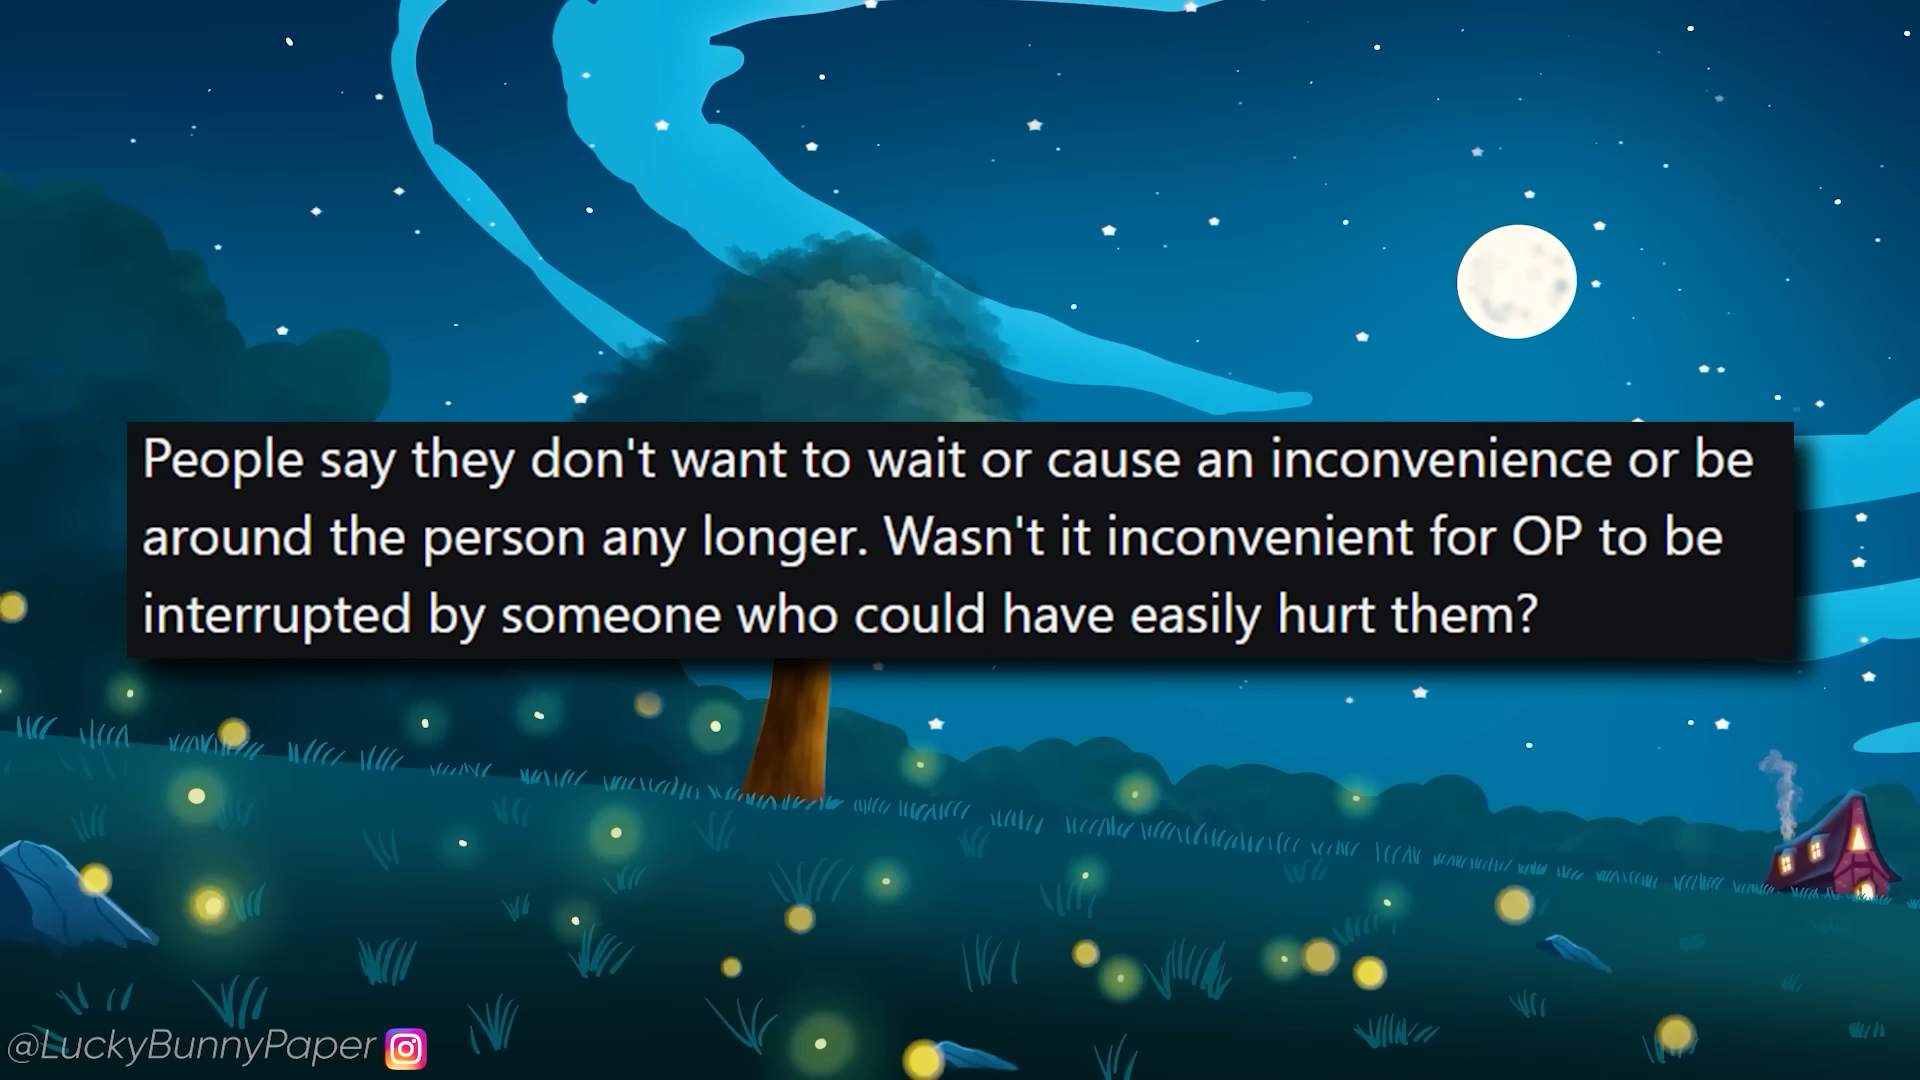 People say they don't want to wait or cause an inconvenience or be
around the person any longer. Wasn't it inconvenient for OP to be
interrupted by someone who could have easily hurt them?
@LuckyBunnyPaper